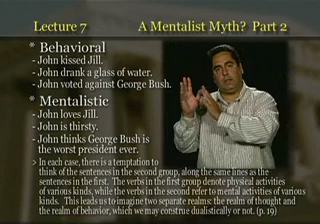 Lecture 7 A Mentalist Myth? Part 2
* Behavioral
- John kissed Jill.
- John drank a glass of water.
- John voted against George Bush.
* Mentalistic
- John loves Jill.
- John is thirsty.
- John thinks George Bush is
the worst president ever.
> In each case, there is a temptation to
think of the sentences in the second group, along the same lines as the
sentences in the first. The verbs in the first group denote physical activities
of various kinds, while the verbs in the second refer to mental activities of various
kinds. This leads us to imagine two separate realms: the realm of thought and
the realm of behavior, which we may construe dualistically or not. (p. 19)